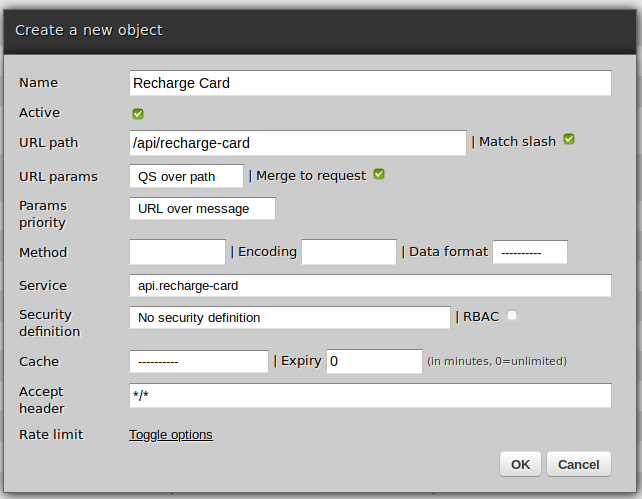 Create a new object
Name Recharge Card
Active
URL path /api/recharge-card | Match slash
URL params QS over path | Merge to request
Params priority URL over message
Method | Encoding | Data format ----------
Service api.recharge-card
Security definition No security definition | RBAC
Cache ---------- | Expiry 0 (in minutes, 0=unlimited)
Accept header */*
Rate limit Toggle options
OK Cancel